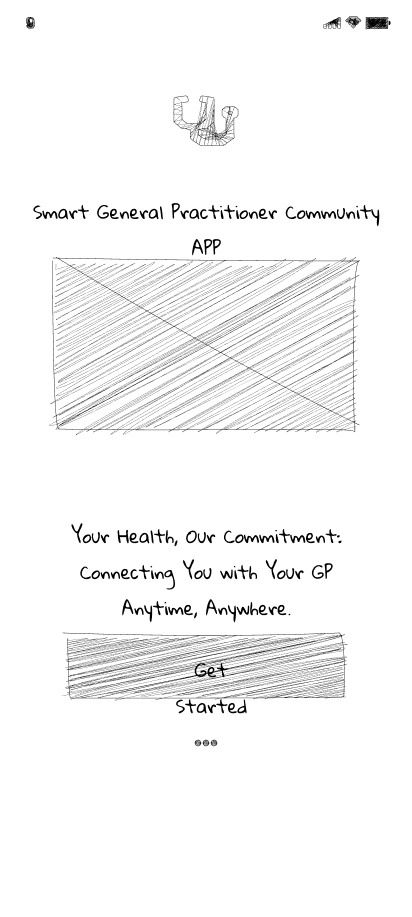 Smart General Practitioner Community
APP
Your Health, Our Commitment:
Connecting You with Your GP
Anytime, Anywhere.
Get
Started